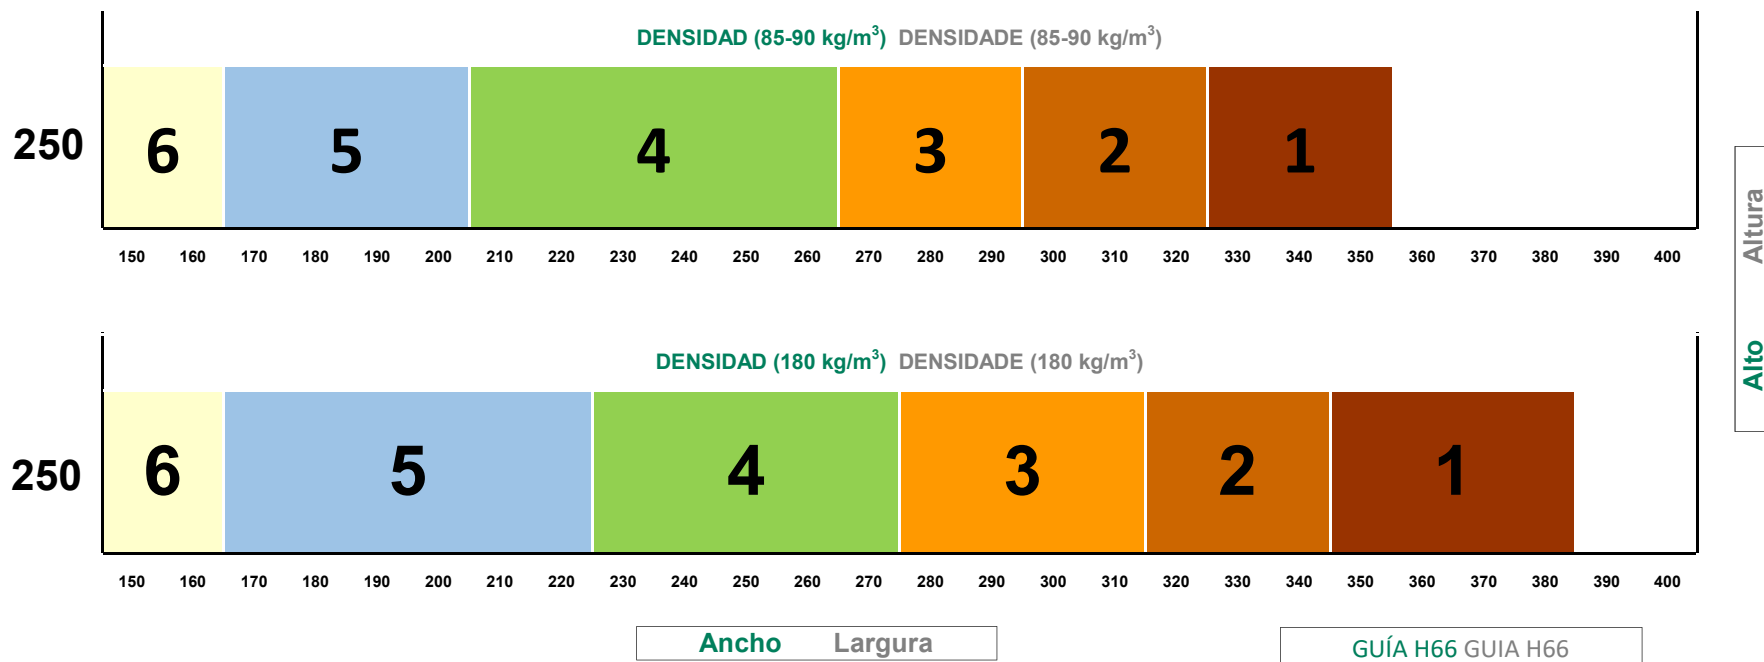 DENSIDAD (85-90 kg/m³) DENSIDADE (85-90 kg/m³)
250 6 5 4 3 2 1
150 160 170 180 190 200 210 220 230 240 250 260 270 280 290 300 310 320 330 340 350 360 370 380 390 400
Alto Altura
DENSIDAD (180 kg/m³) DENSIDADE (180 kg/m³)
250 6 5 4 3 2 1
150 160 170 180 190 200 210 220 230 240 250 260 270 280 290 300 310 320 330 340 350 360 370 380 390 400
Ancho Largura
GUÍA H66 GUIA H66